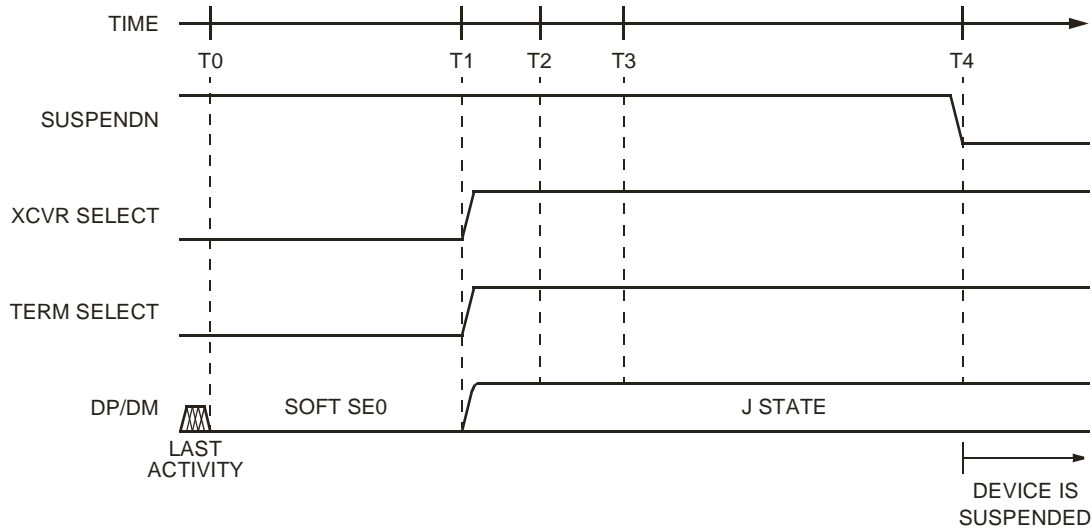 TIME
T0 T1 T2 T3 T4
SUSPENDN
XCVR SELECT
TERM SELECT
DP/DM
SOFT SE0
J STATE
LAST
ACTIVITY
DEVICE IS
SUSPENDED